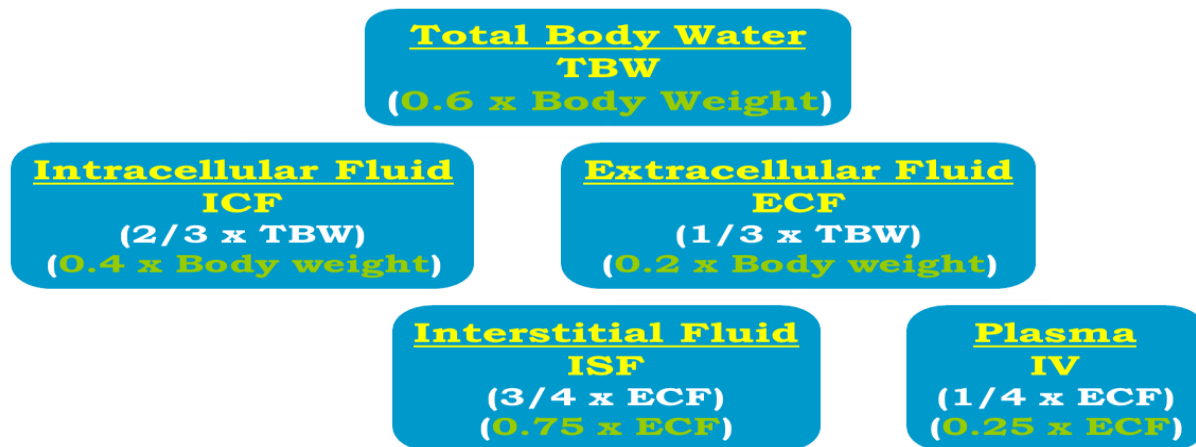 Total Body Water
TBW
(0.6 x Body Weight)
Intracellular Fluid
ICF
(2/3 x TBW)
(0.4 x Body weight)
Extracellular Fluid
ECF
(1/3 x TBW)
(0.2 x Body weight)
Interstitial Fluid
ISF
(3/4 x ECF)
(0.75 x ECF)
Plasma
IV
(1/4 x ECF)
(0.25 x ECF)